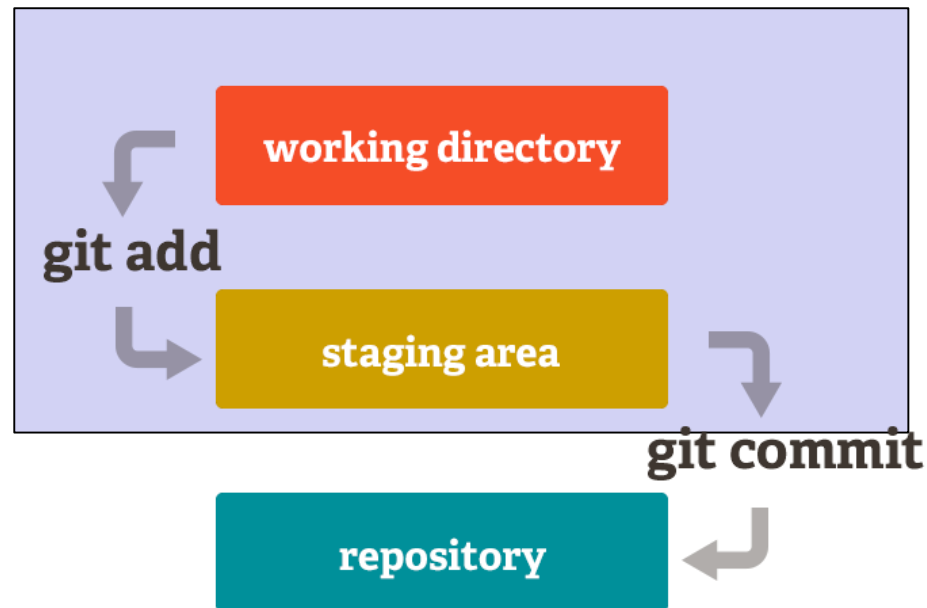 working directory
git add
staging area
git commit
repository